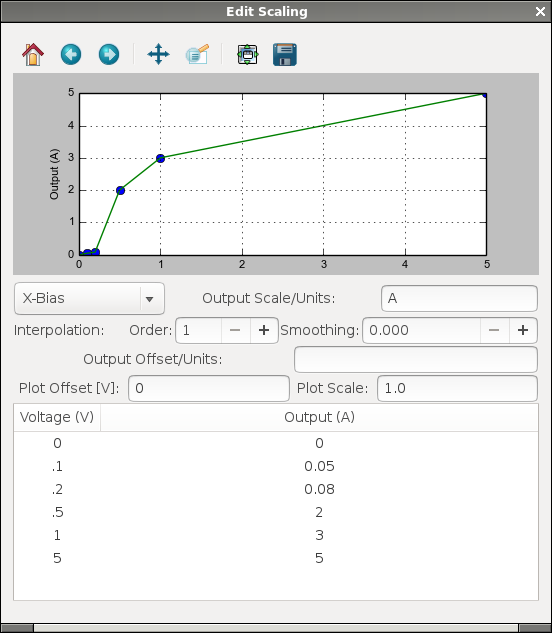 Edit Scaling
5
4
3
2
1
0
Output (A)
0 1 2 3 4 5
X-Bias Output Scale/Units: A
Interpolation: Order: 1 Smoothing: 0.000
Output Offset/Units:
Plot Offset [V]: 0 Plot Scale: 1.0
Voltage (V) Output (A)
0 0
.1 0.05
.2 0.08
.5 2
1 3
5 5